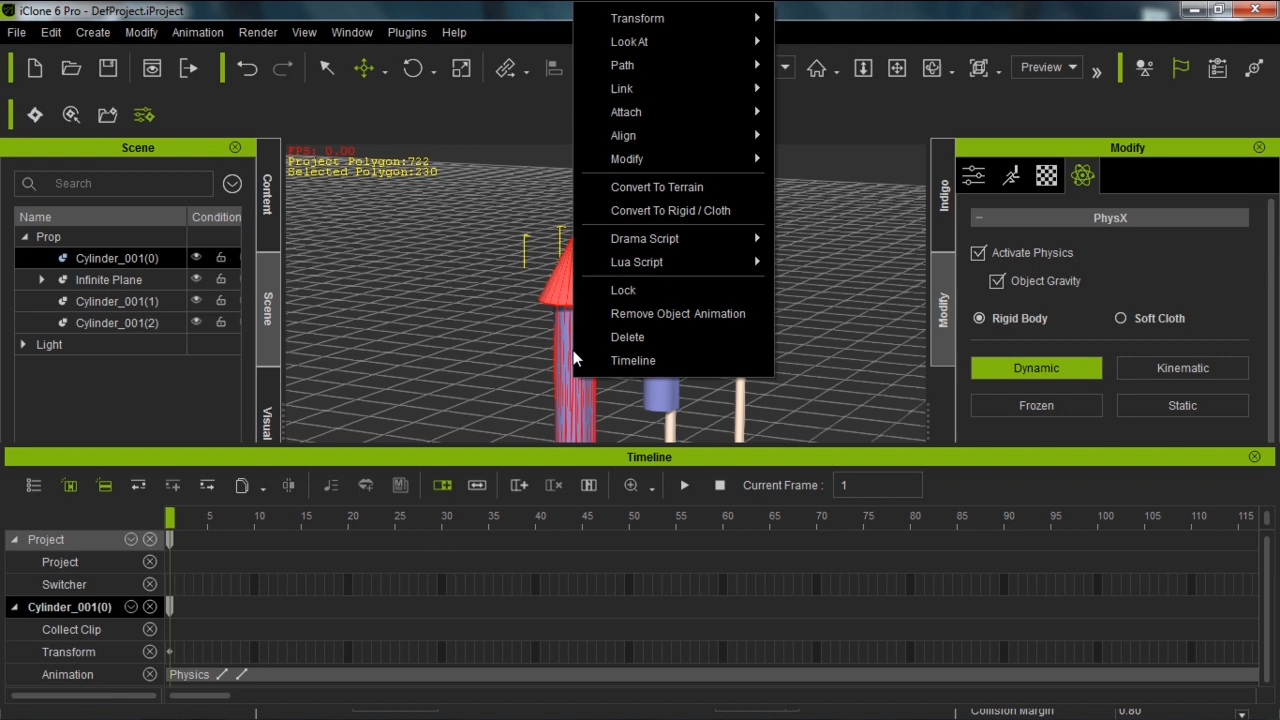 iClone 6 Pro - DefProject.iProject
File Edit Create Modify Animation Render View Window Plugins Help
Preview
Scene
Search
Name Condition
Prop
Cylinder_001(0)
Infinite Plane
Cylinder_001(1)
Cylinder_001(2)
Light
Content
Scene
Visual
FPS: 0.00
Project Polygon:722
Selected Polygon:230
Transform
Look At
Path
Link
Attach
Align
Modify
Convert To Terrain
Convert To Rigid / Cloth
Drama Script
Lua Script
Lock
Remove Object Animation
Delete
Timeline
Indigo
Modify
Modify
PhysX
Activate Physics
Object Gravity
Rigid Body Soft Cloth
Dynamic Kinematic
Frozen Static
Timeline
Current Frame : 1
5 10 15 20 25 30 35 40 45 50 55 60 65 70 75 80 85 90 95 100 105 110 115
Project
Project
Switcher
Cylinder_001(0)
Collect Clip
Transform
Animation Physics
Collision Margin 0.80